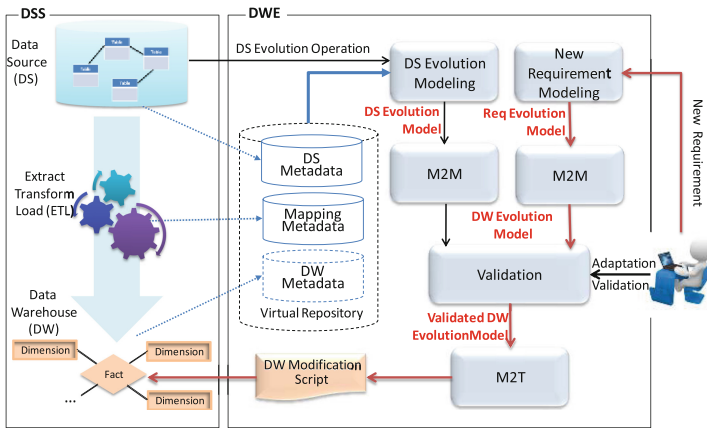 DSS
DWE
Data
Source
(DS)
Table
Table
Table
Table
DS Evolution Operation
DS Evolution
Modeling
New
Requirement
Modeling
DS Evolution
Model
Req Evolution
Model
New Requirement
Extract
Transform
Load (ETL)
DS
Metadata
Mapping
Metadata
DW
Metadata
Virtual Repository
M2M
M2M
DW Evolution
Model
Validation
Adaptation
Validation
Data
Warehouse
(DW)
Validated DW
EvolutionModel
Dimension
Dimension
Fact
...
Dimension
DW Modification
Script
M2T